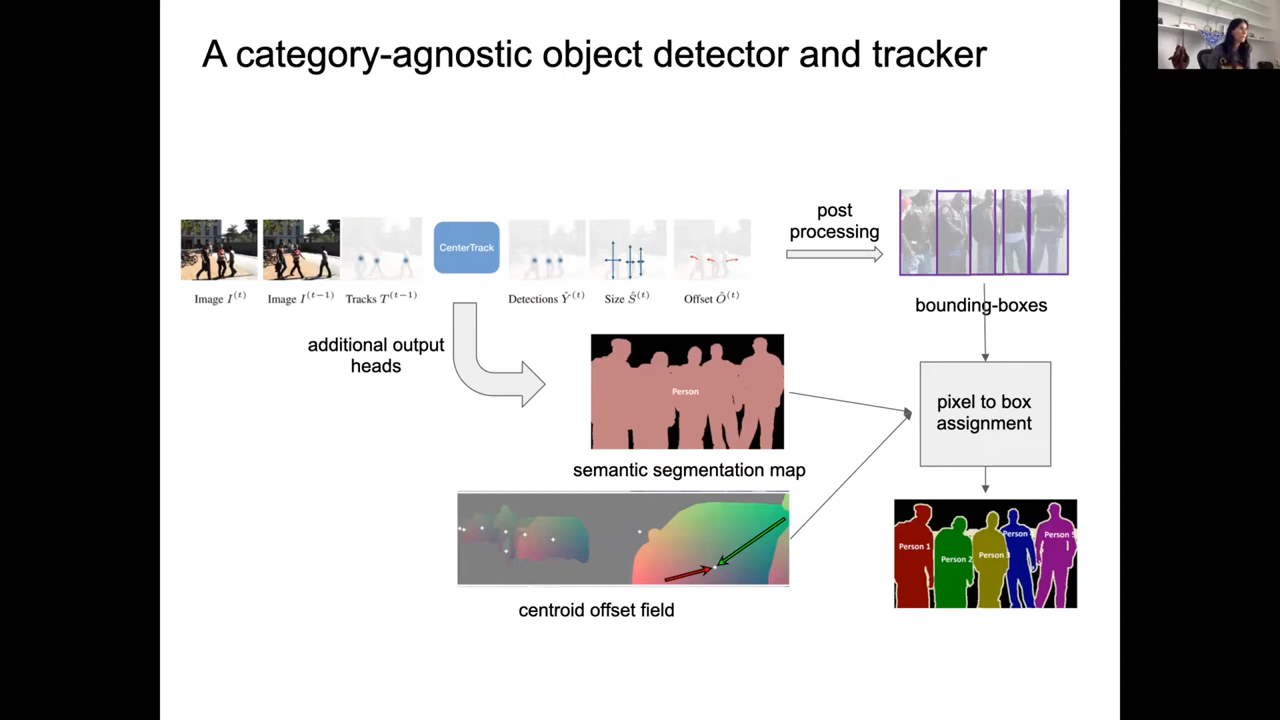 A category-agnostic object detector and tracker
CenterTrack
Image I^(t)
Image I^(t-1)
Tracks T^(t-1)
Detections Ŷ^(t)
Size Ŝ^(t)
Offset Ô^(t)
post
processing
bounding-boxes
additional output
heads
Person
semantic segmentation map
pixel to box
assignment
centroid offset field
Person 1
Person 2
Person 3
Person
Person